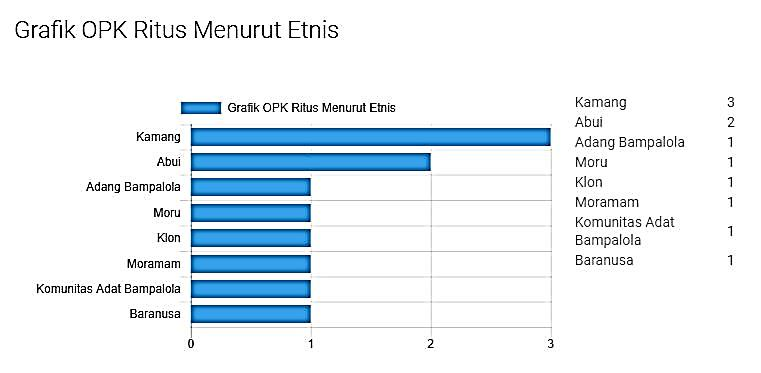 Grafik OPK Ritus Menurut Etnis
Grafik OPK Ritus Menurut Etnis
Kamang
Abui
Adang Bampalola
Moru
Klon
Moramam
Komunitas Adat Bampalola
Baranusa
0 1 2 3
Kamang 3
Abui 2
Adang Bampalola 1
Moru 1
Klon 1
Moramam 1
Komunitas Adat
Bampalola 1
Baranusa 1